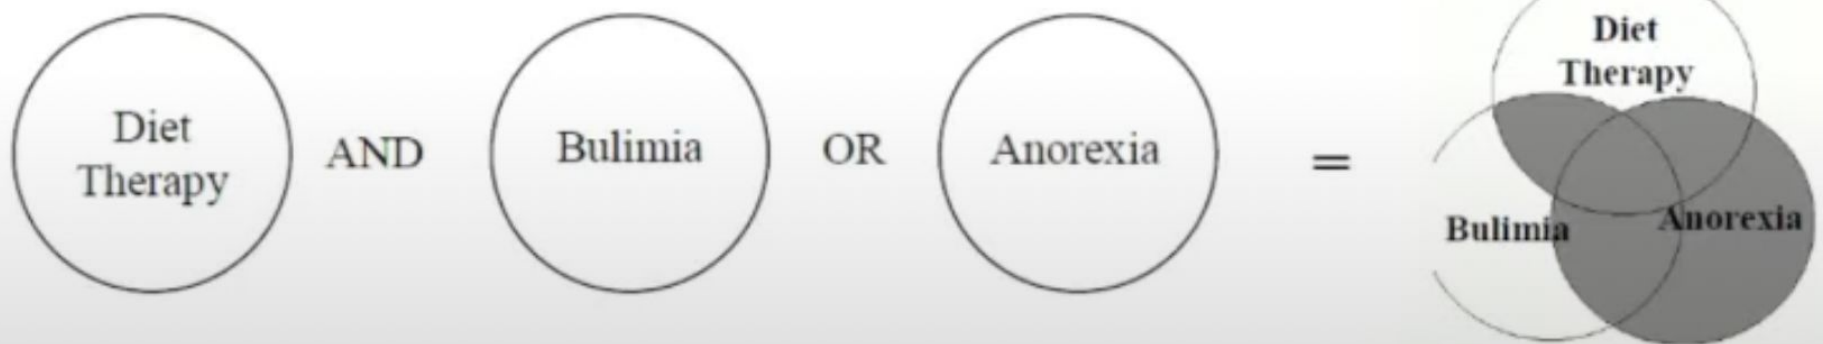 Diet
Therapy
AND
Bulimia
OR
Anorexia
=
Diet
Therapy
Bulimia
Anorexia